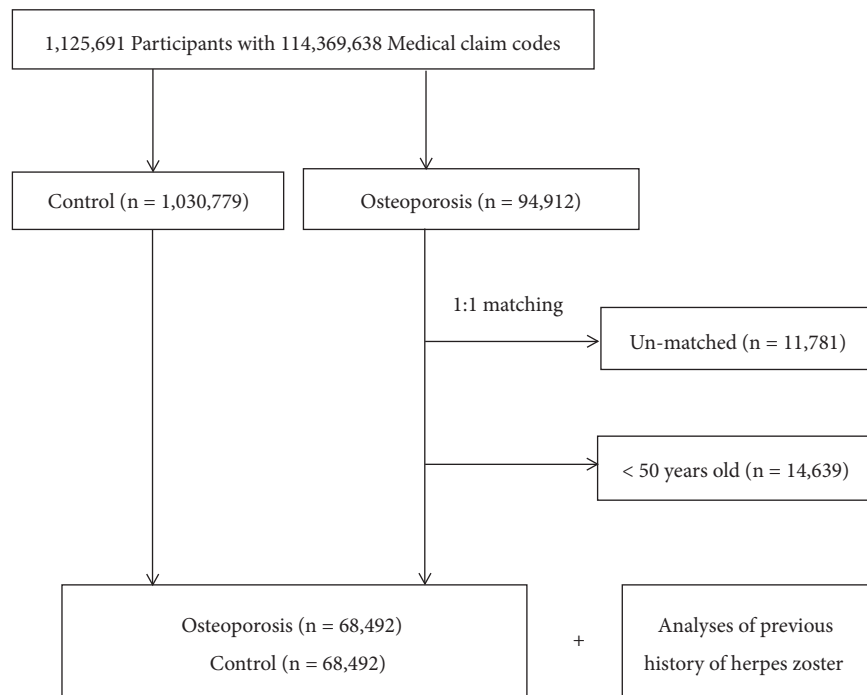 1,125,691 Participants with 114,369,638 Medical claim codes
Control (n = 1,030,779)
Osteoporosis (n = 94,912)
1:1 matching
Un-matched (n = 11,781)
< 50 years old (n = 14,639)
Osteoporosis (n = 68,492)
Control (n = 68,492)
+
Analyses of previous
history of herpes zoster